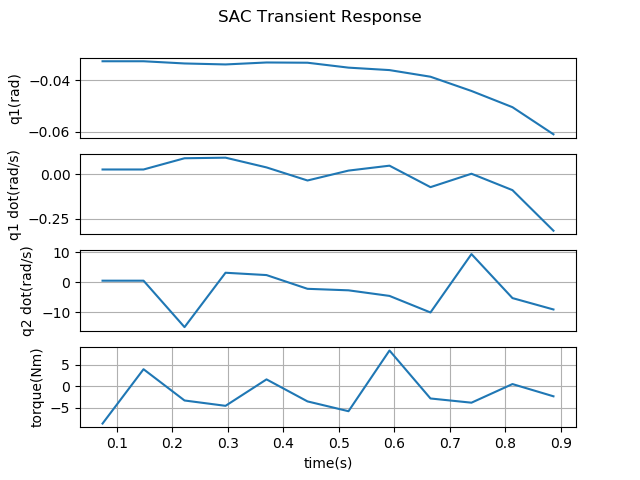 SAC Transient Response
q1(rad)
−0.04
−0.06
q1 dot(rad/s)
0.00
−0.25
q2 dot(rad/s)
10
0
−10
torque(Nm)
5
0
−5
0.1 0.2 0.3 0.4 0.5 0.6 0.7 0.8 0.9
time(s)